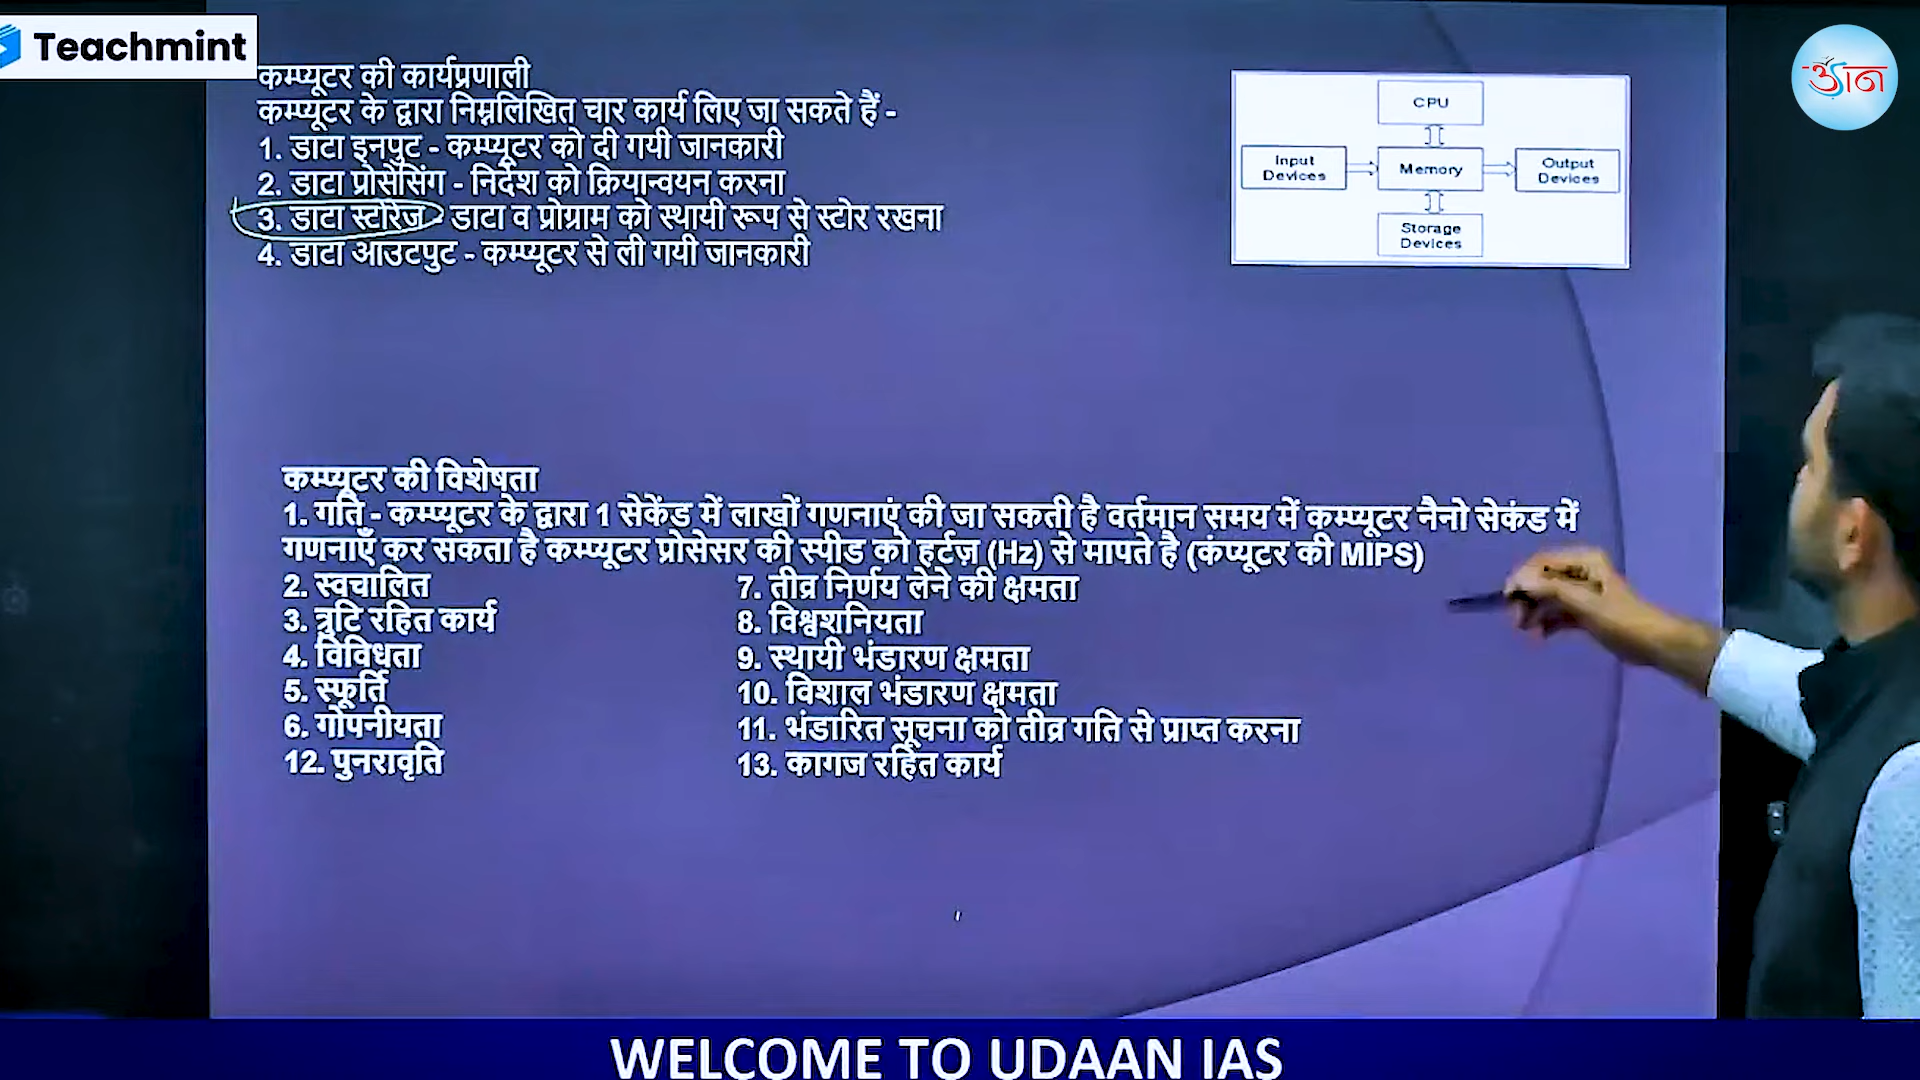 Teachmint
उड़ान
कम्प्यूटर की कार्यप्रणाली
कम्प्यूटर के द्वारा निम्नलिखित चार कार्य लिए जा सकते हैं -
1. डाटा इनपुट - कम्प्यूटर को दी गयी जानकारी
2. डाटा प्रोसेसिंग - निर्देश को क्रियान्वयन करना
3. डाटा स्टोरेज - डाटा व प्रोग्राम को स्थायी रूप से स्टोर रखना
4. डाटा आउटपुट - कम्प्यूटर से ली गयी जानकारी
CPU
Input Devices
Memory
Output Devices
Storage Devices
कम्प्यूटर की विशेषता
1. गति - कम्प्यूटर के द्वारा 1 सेकेंड में लाखों गणनाएं की जा सकती है वर्तमान समय में कम्प्यूटर नैनो सेकंड में
गणनाएँ कर सकता है कम्प्यूटर प्रोसेसर की स्पीड को हर्टज़ (Hz) से मापते है (कंप्यूटर की MIPS)
2. स्वचालित
3. त्रुटि रहित कार्य
4. विविधता
5. स्फूर्ति
6. गोपनीयता
12. पुनरावृति
7. तीव्र निर्णय लेने की क्षमता
8. विश्वशनियता
9. स्थायी भंडारण क्षमता
10. विशाल भंडारण क्षमता
11. भंडारित सूचना को तीव्र गति से प्राप्त करना
13. कागज रहित कार्य
WELCOME TO UDAAN IAS